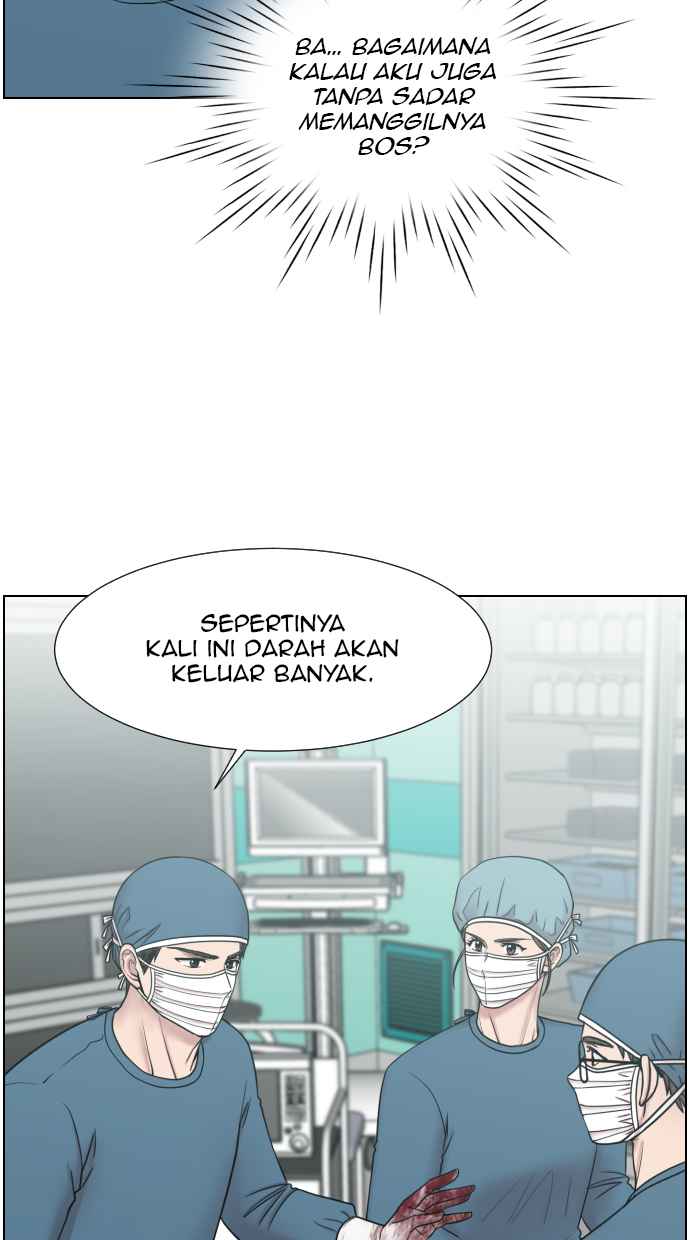 BA... BAGAIMANA
KALAU AKU JUGA
TANPA SADAR
MEMANGGILNYA
BOS?
SEPERTINYA
KALI INI DARAH AKAN
KELUAR BANYAK.